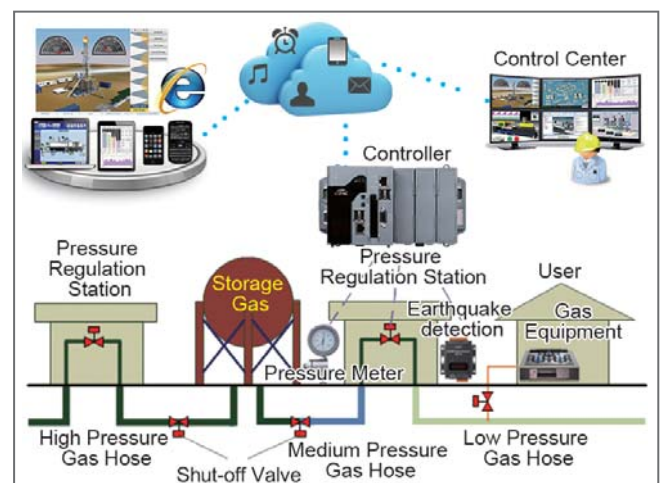 Control Center
Controller
Pressure
Regulation
Station
Storage
Gas
Pressure
Regulation Station
Earthquake
detection
User
Gas
Equipment
Pressure Meter
High Pressure
Gas Hose
Shut-off Valve
Medium Pressure
Gas Hose
Low Pressure
Gas Hose